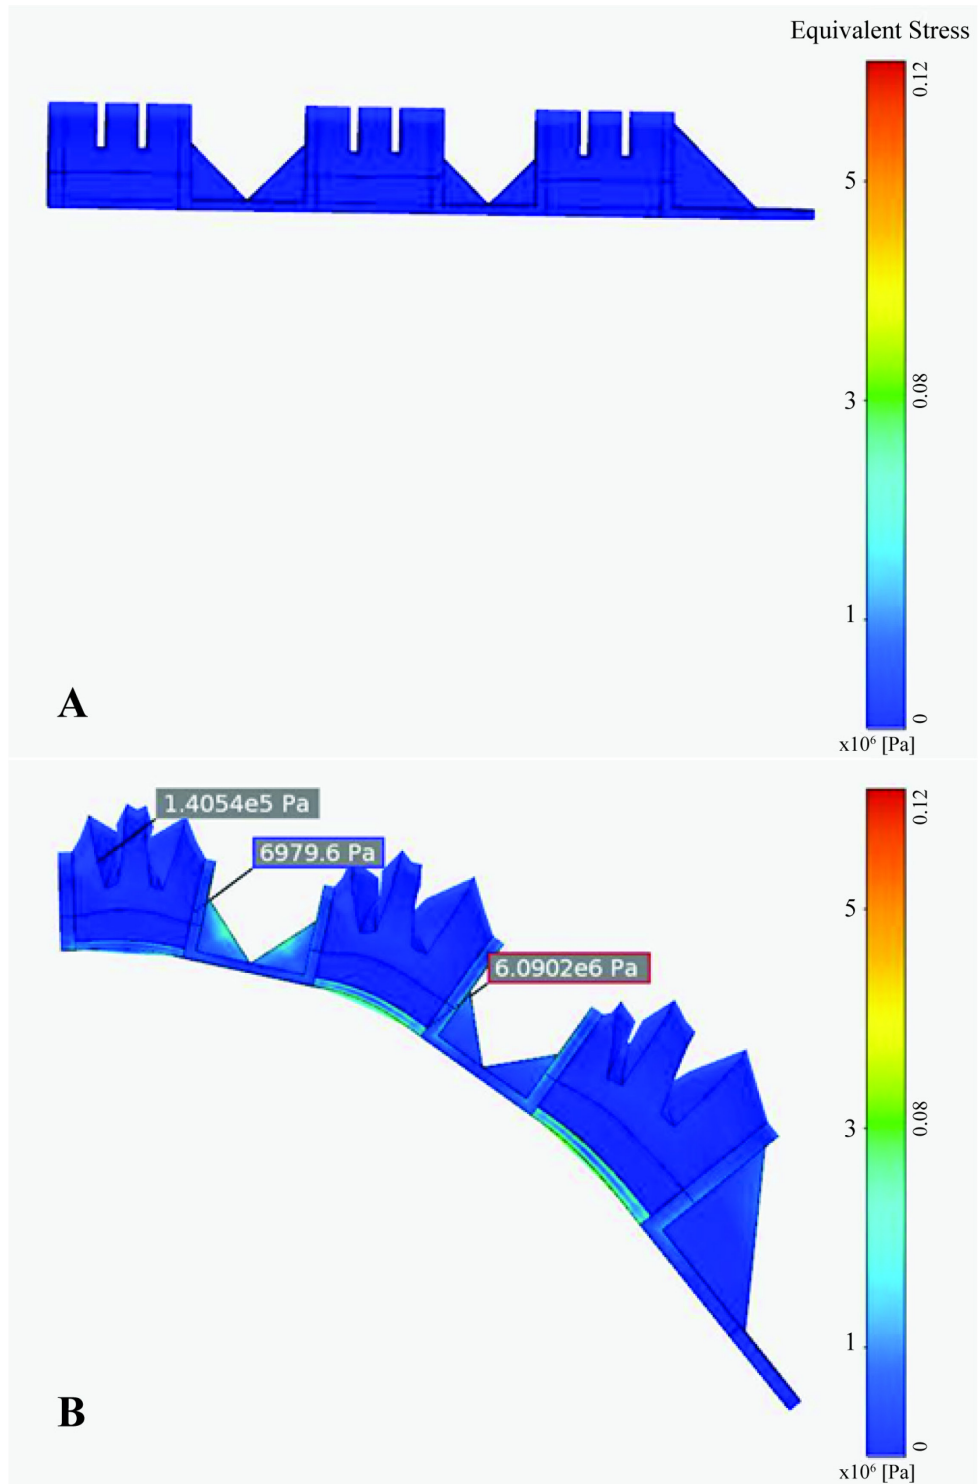 Equivalent Stress
0.12
5
3
0.08
1
0
x10⁶ [Pa]
A
1.4054e5 Pa
6979.6 Pa
6.0902e6 Pa
0.12
5
3
0.08
1
0
x10⁶ [Pa]
B